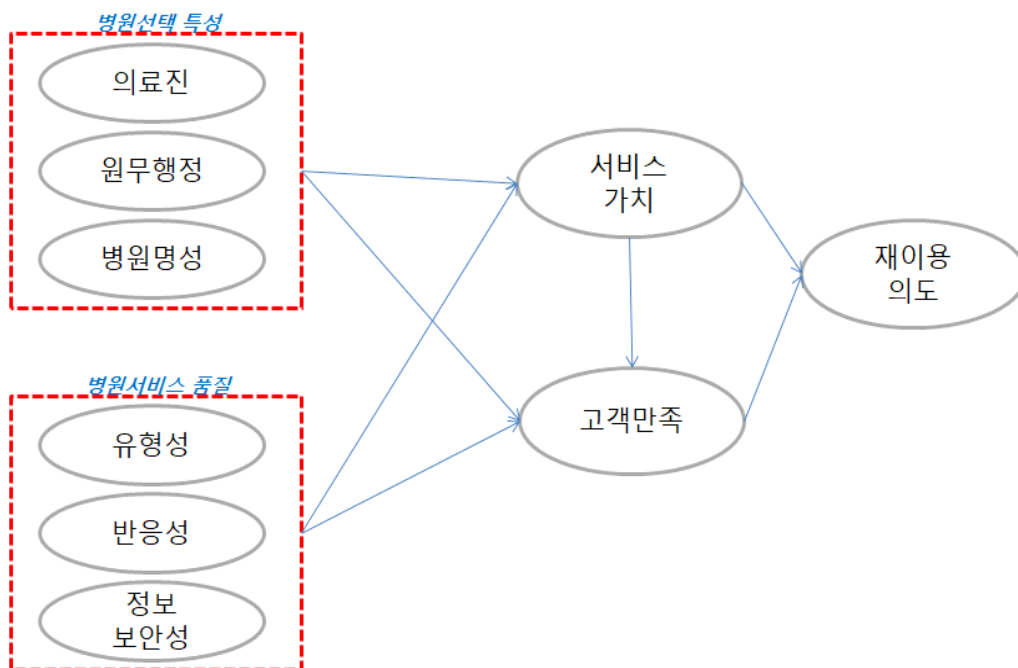 병원선택 특성
의료진
원무행정
병원명성
서비스
가치
재이용
의도
고객만족
병원서비스 품질
유형성
반응성
정보
보안성